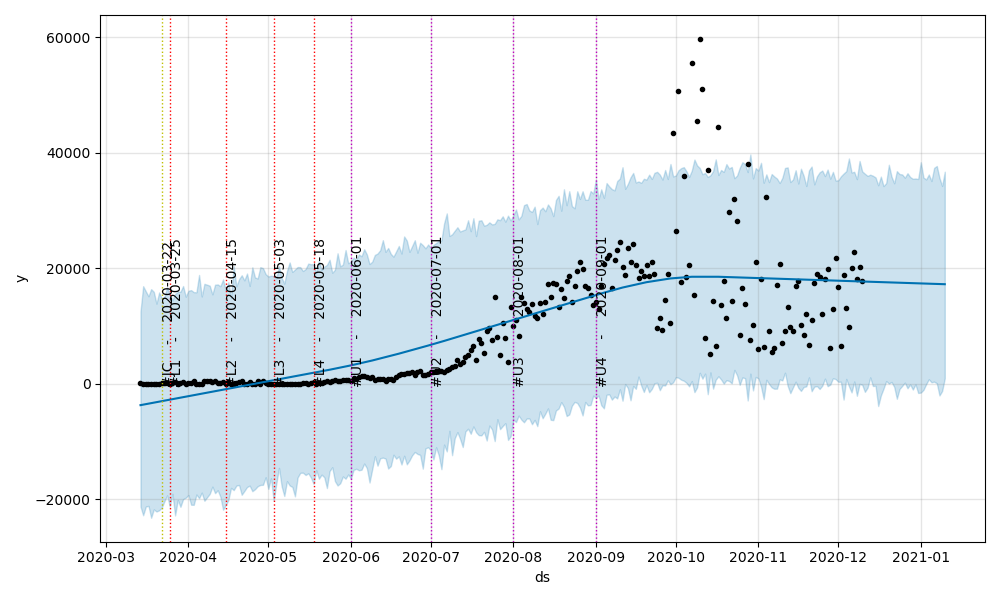 60000
40000
20000
0
−20000
y
#JC - 2020-03-22
#L1 - 2020-03-25
#L2 - 2020-04-15
#L3 - 2020-05-03
#L4 - 2020-05-18
#U1 - 2020-06-01
#U2 - 2020-07-01
#U3 - 2020-08-01
#U4 - 2020-09-01
2020-03
2020-04
2020-05
2020-06
2020-07
2020-08
2020-09
2020-10
2020-11
2020-12
2021-01
ds